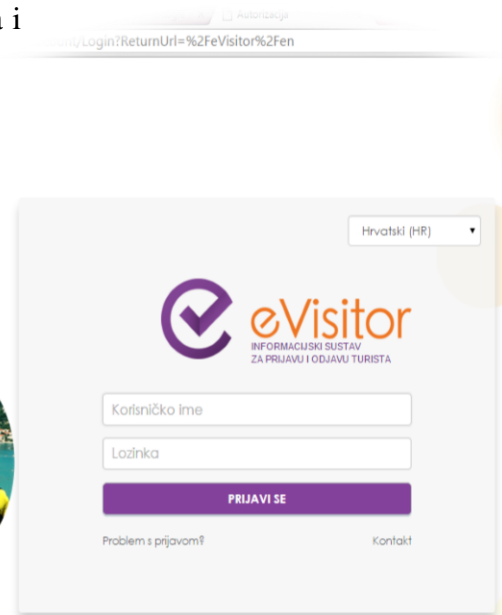 i
Autorizacija
/Login?ReturnUrl=%2FeVisitor%2Fen
Hrvatski (HR)
eVisitor
INFORMACIJSKI SUSTAV
ZA PRIJAVU I ODJAVU TURISTA
Korisničko ime
Lozinka
PRIJAVI SE
Problem s prijavom?
Kontakt